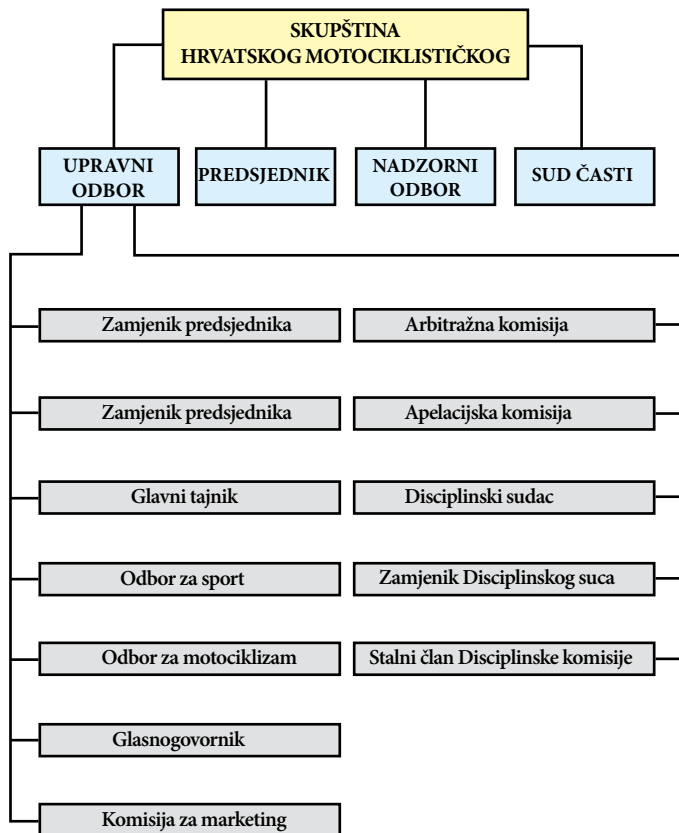 SKUPŠTINA
HRVATSKOG MOTOCIKLISTIČKOG
UPRAVNI
ODBOR
PREDSJEDNIK
NADZORNI
ODBOR
SUD ČASTI
Zamjenik predsjednika
Arbitražna komisija
Zamjenik predsjednika
Apelacijska komisija
Glavni tajnik
Disciplinski sudac
Odbor za sport
Zamjenik Disciplinskog suca
Odbor za motociklizam
Stalni član Disciplinske komisije
Glasnogovornik
Komisija za marketing